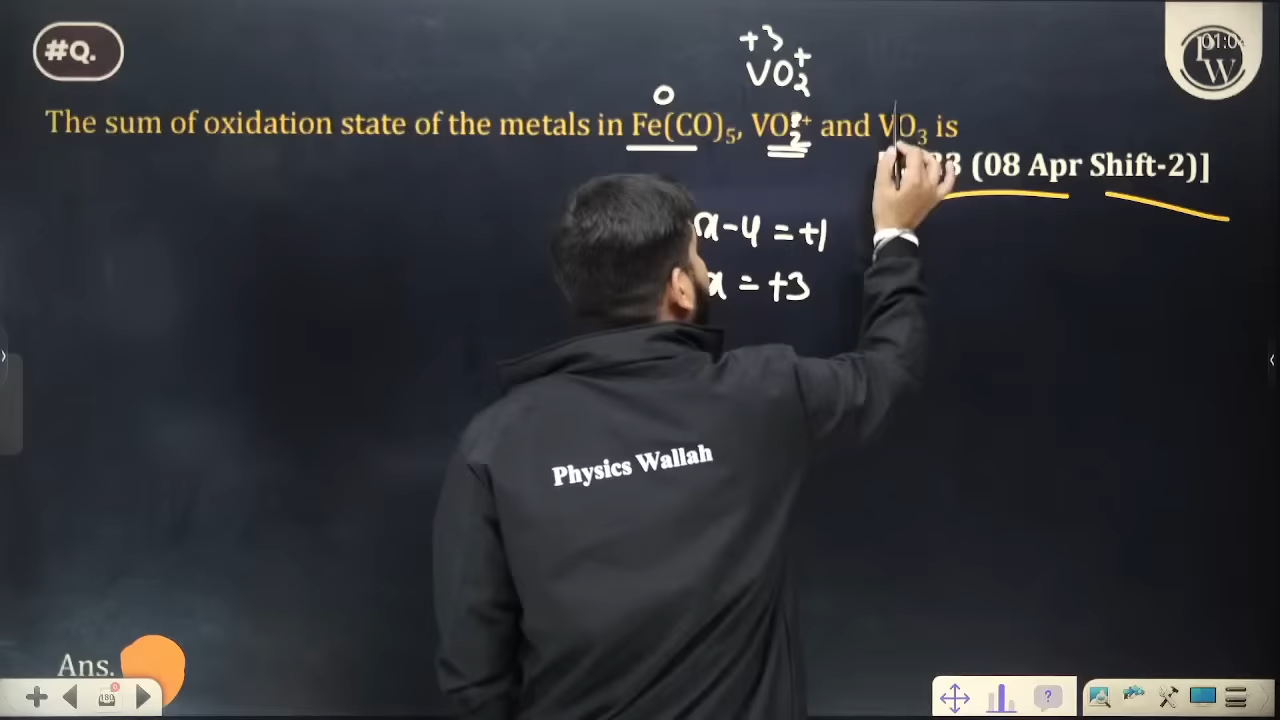 #Q.
+3
VO₂⁺
0
The sum of oxidation state of the metals in Fe(CO)₅, VO₂⁺ and VO₃ is
(08 Apr Shift-2)]
x-4 = +1
x = +3
Physics Wallah
Ans.
W
180
?